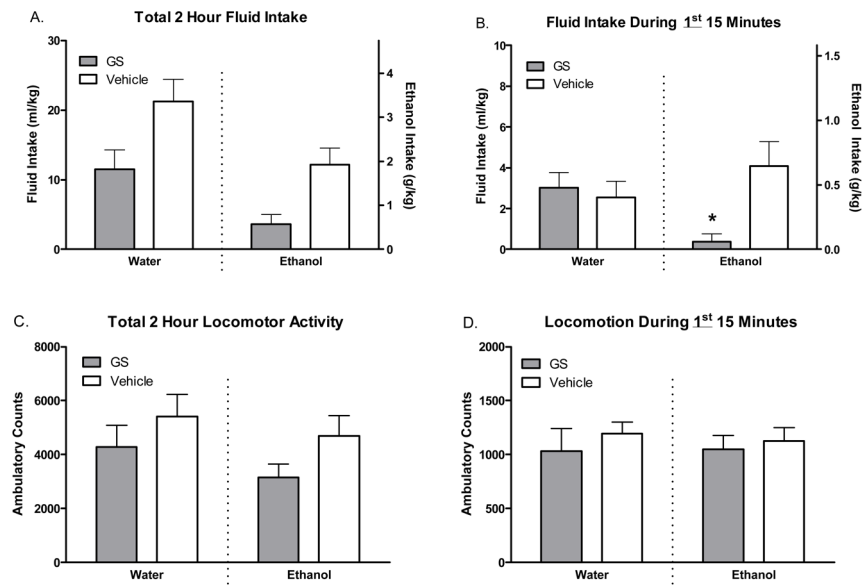 A.
Total 2 Hour Fluid Intake
30
20
10
0
Fluid Intake (ml/kg)
GS
Vehicle
4
3
2
1
0
Ethanol Intake (g/kg)
Water
Ethanol
B.
Fluid Intake During 1st 15 Minutes
10
8
6
4
2
0
Fluid Intake (ml/kg)
GS
Vehicle
*
1.5
1.0
0.5
0.0
Ethanol Intake (g/kg)
Water
Ethanol
C.
Total 2 Hour Locomotor Activity
8000
6000
4000
2000
0
Ambulatory Counts
GS
Vehicle
Water
Ethanol
D.
Locomotion During 1st 15 Minutes
2000
1500
1000
500
0
Ambulatory Counts
GS
Vehicle
Water
Ethanol